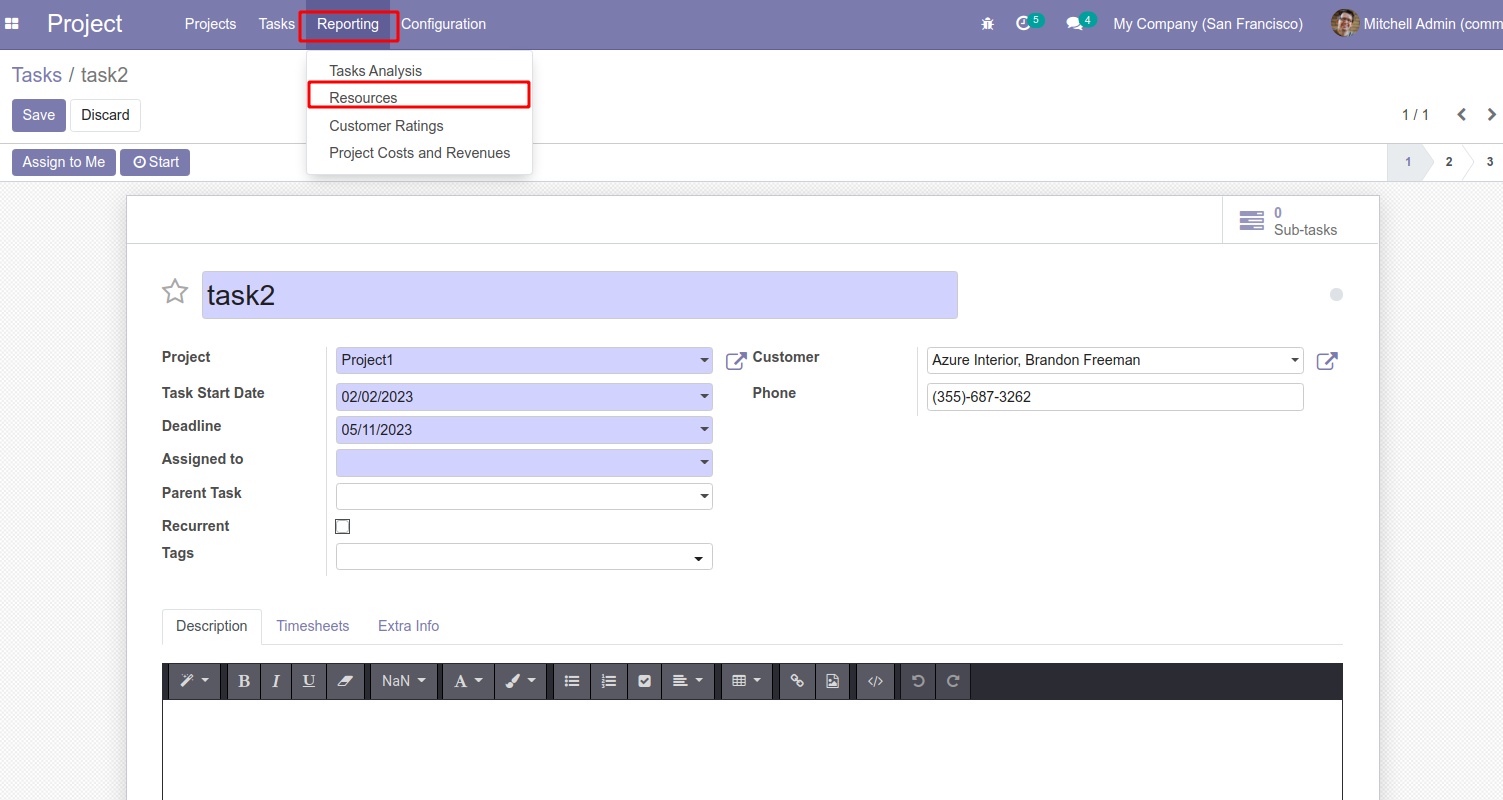 Project Projects Tasks Reporting Configuration 5 4 My Company (San Francisco) Mitchell Admin (comm
Tasks Analysis
Resources
Customer Ratings
Project Costs and Revenues
Tasks / task2
Save Discard 1 / 1
Assign to Me Start 1 2 3
0
Sub-tasks
task2
Project Project1 Customer Azure Interior, Brandon Freeman
Task Start Date 02/02/2023 Phone (355)-687-3262
Deadline 05/11/2023
Assigned to
Parent Task
Recurrent
Tags
Description Timesheets Extra Info
B I U NaN A </>